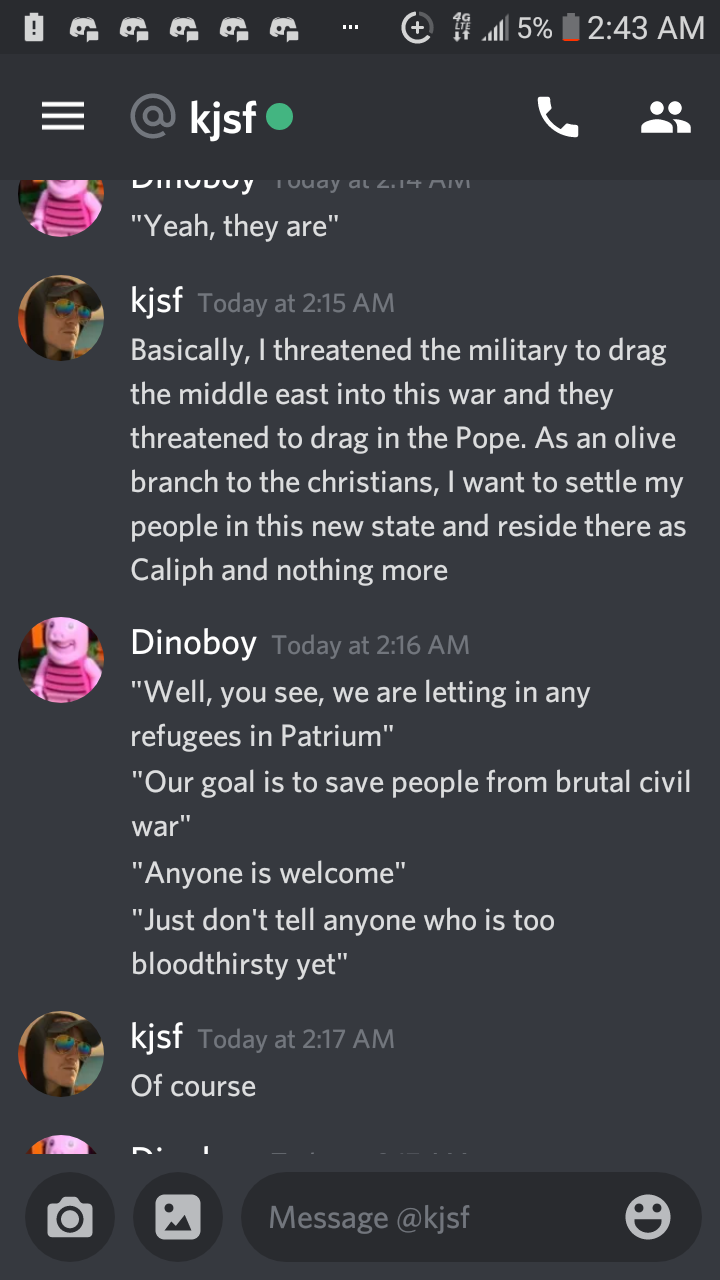 4G LTE 5% 2:43 AM
@ kjsf
Dinoboy Today at 2:14 AM
"Yeah, they are"
kjsf Today at 2:15 AM
Basically, I threatened the military to drag
the middle east into this war and they
threatened to drag in the Pope. As an olive
branch to the christians, I want to settle my
people in this new state and reside there as
Caliph and nothing more
Dinoboy Today at 2:16 AM
"Well, you see, we are letting in any
refugees in Patrium"
"Our goal is to save people from brutal civil
war"
"Anyone is welcome"
"Just don't tell anyone who is too
bloodthirsty yet"
kjsf Today at 2:17 AM
Of course
Message @kjsf